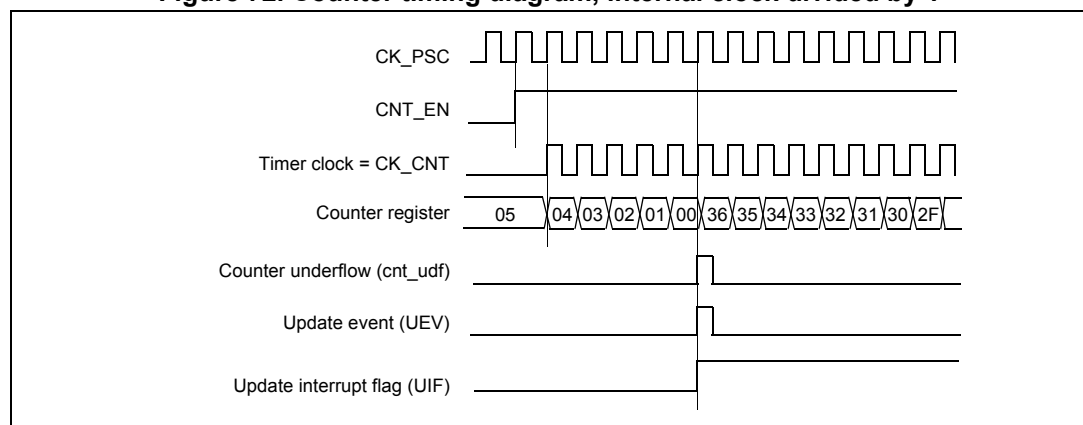 CK_PSC
CNT_EN
Timer clock = CK_CNT
Counter register 05 04 03 02 01 00 36 35 34 33 32 31 30 2F
Counter underflow (cnt_udf)
Update event (UEV)
Update interrupt flag (UIF)